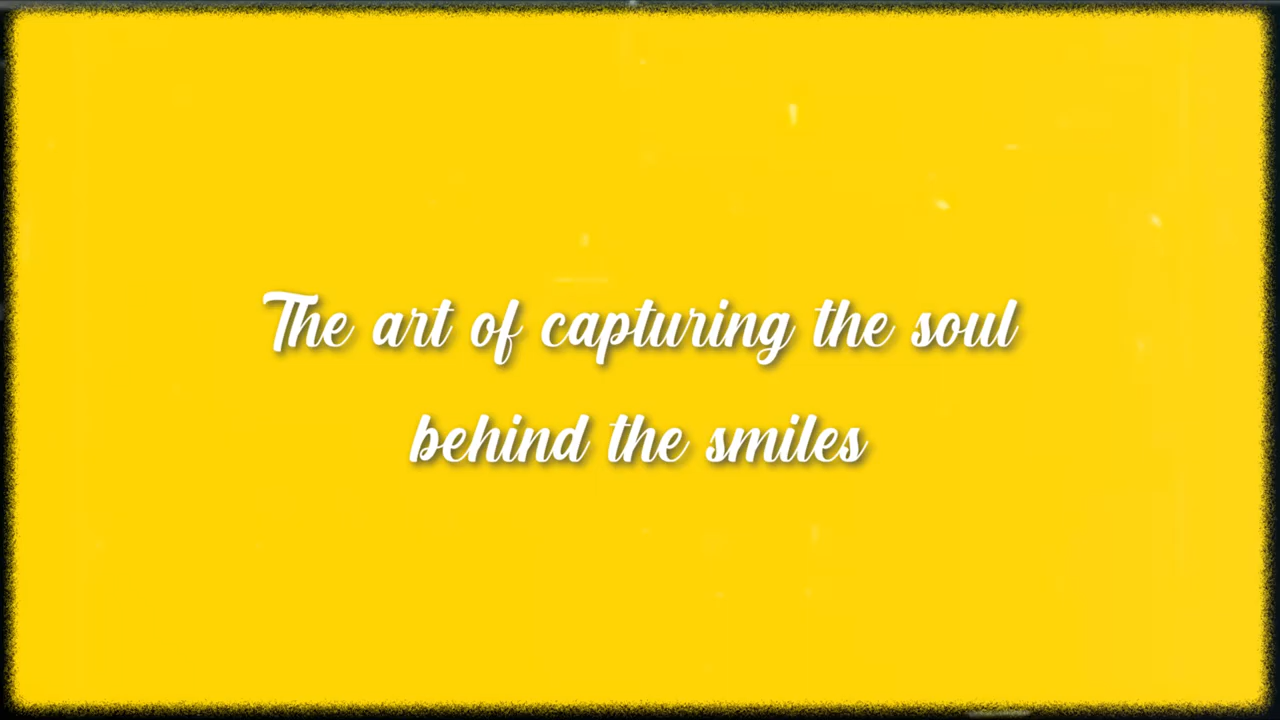 The art of capturing the soul
behind the smiles